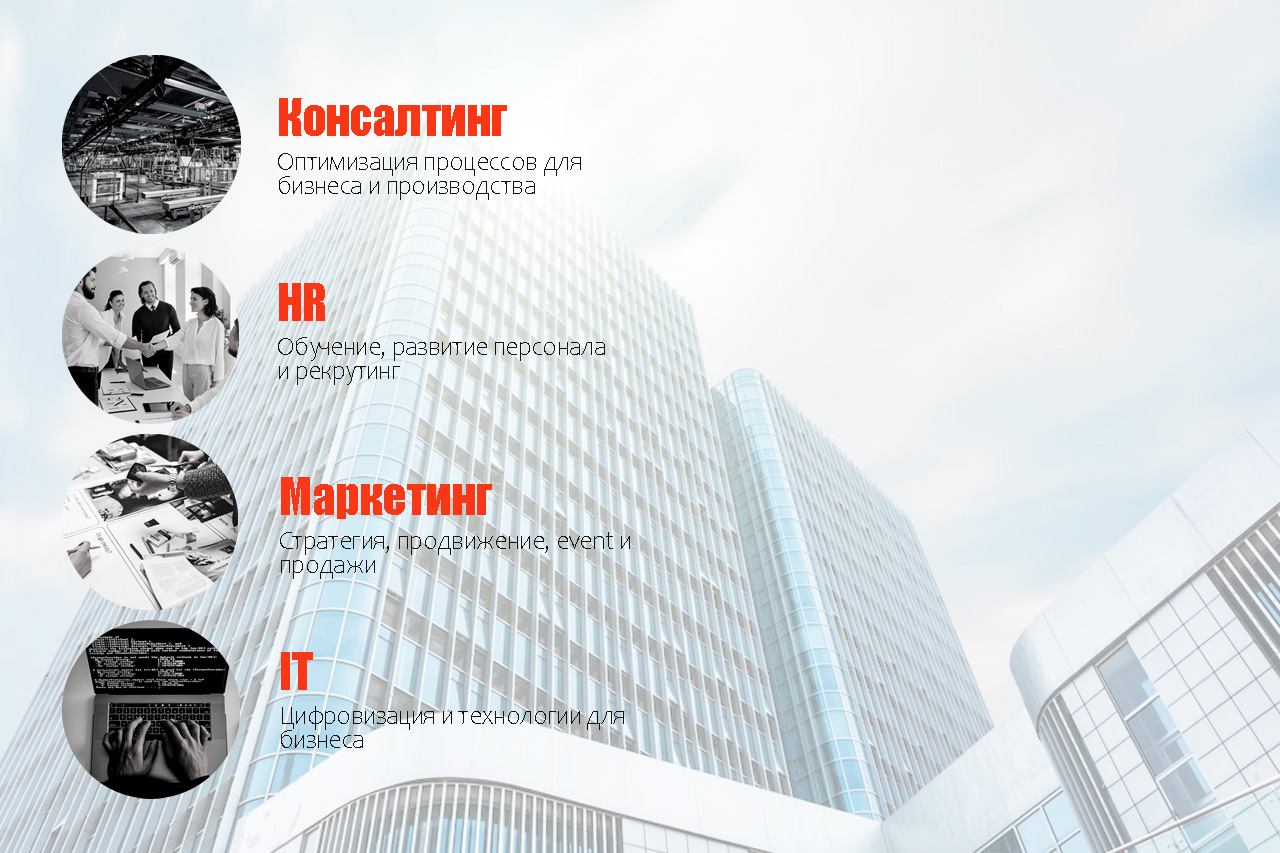 Консалтинг
Оптимизация процессов для
бизнеса и производства
HR
Обучение, развитие персонала
и рекрутинг
Маркетинг
Стратегия, продвижение, event и
продажи
IT
Цифровизация и технологии для
бизнеса